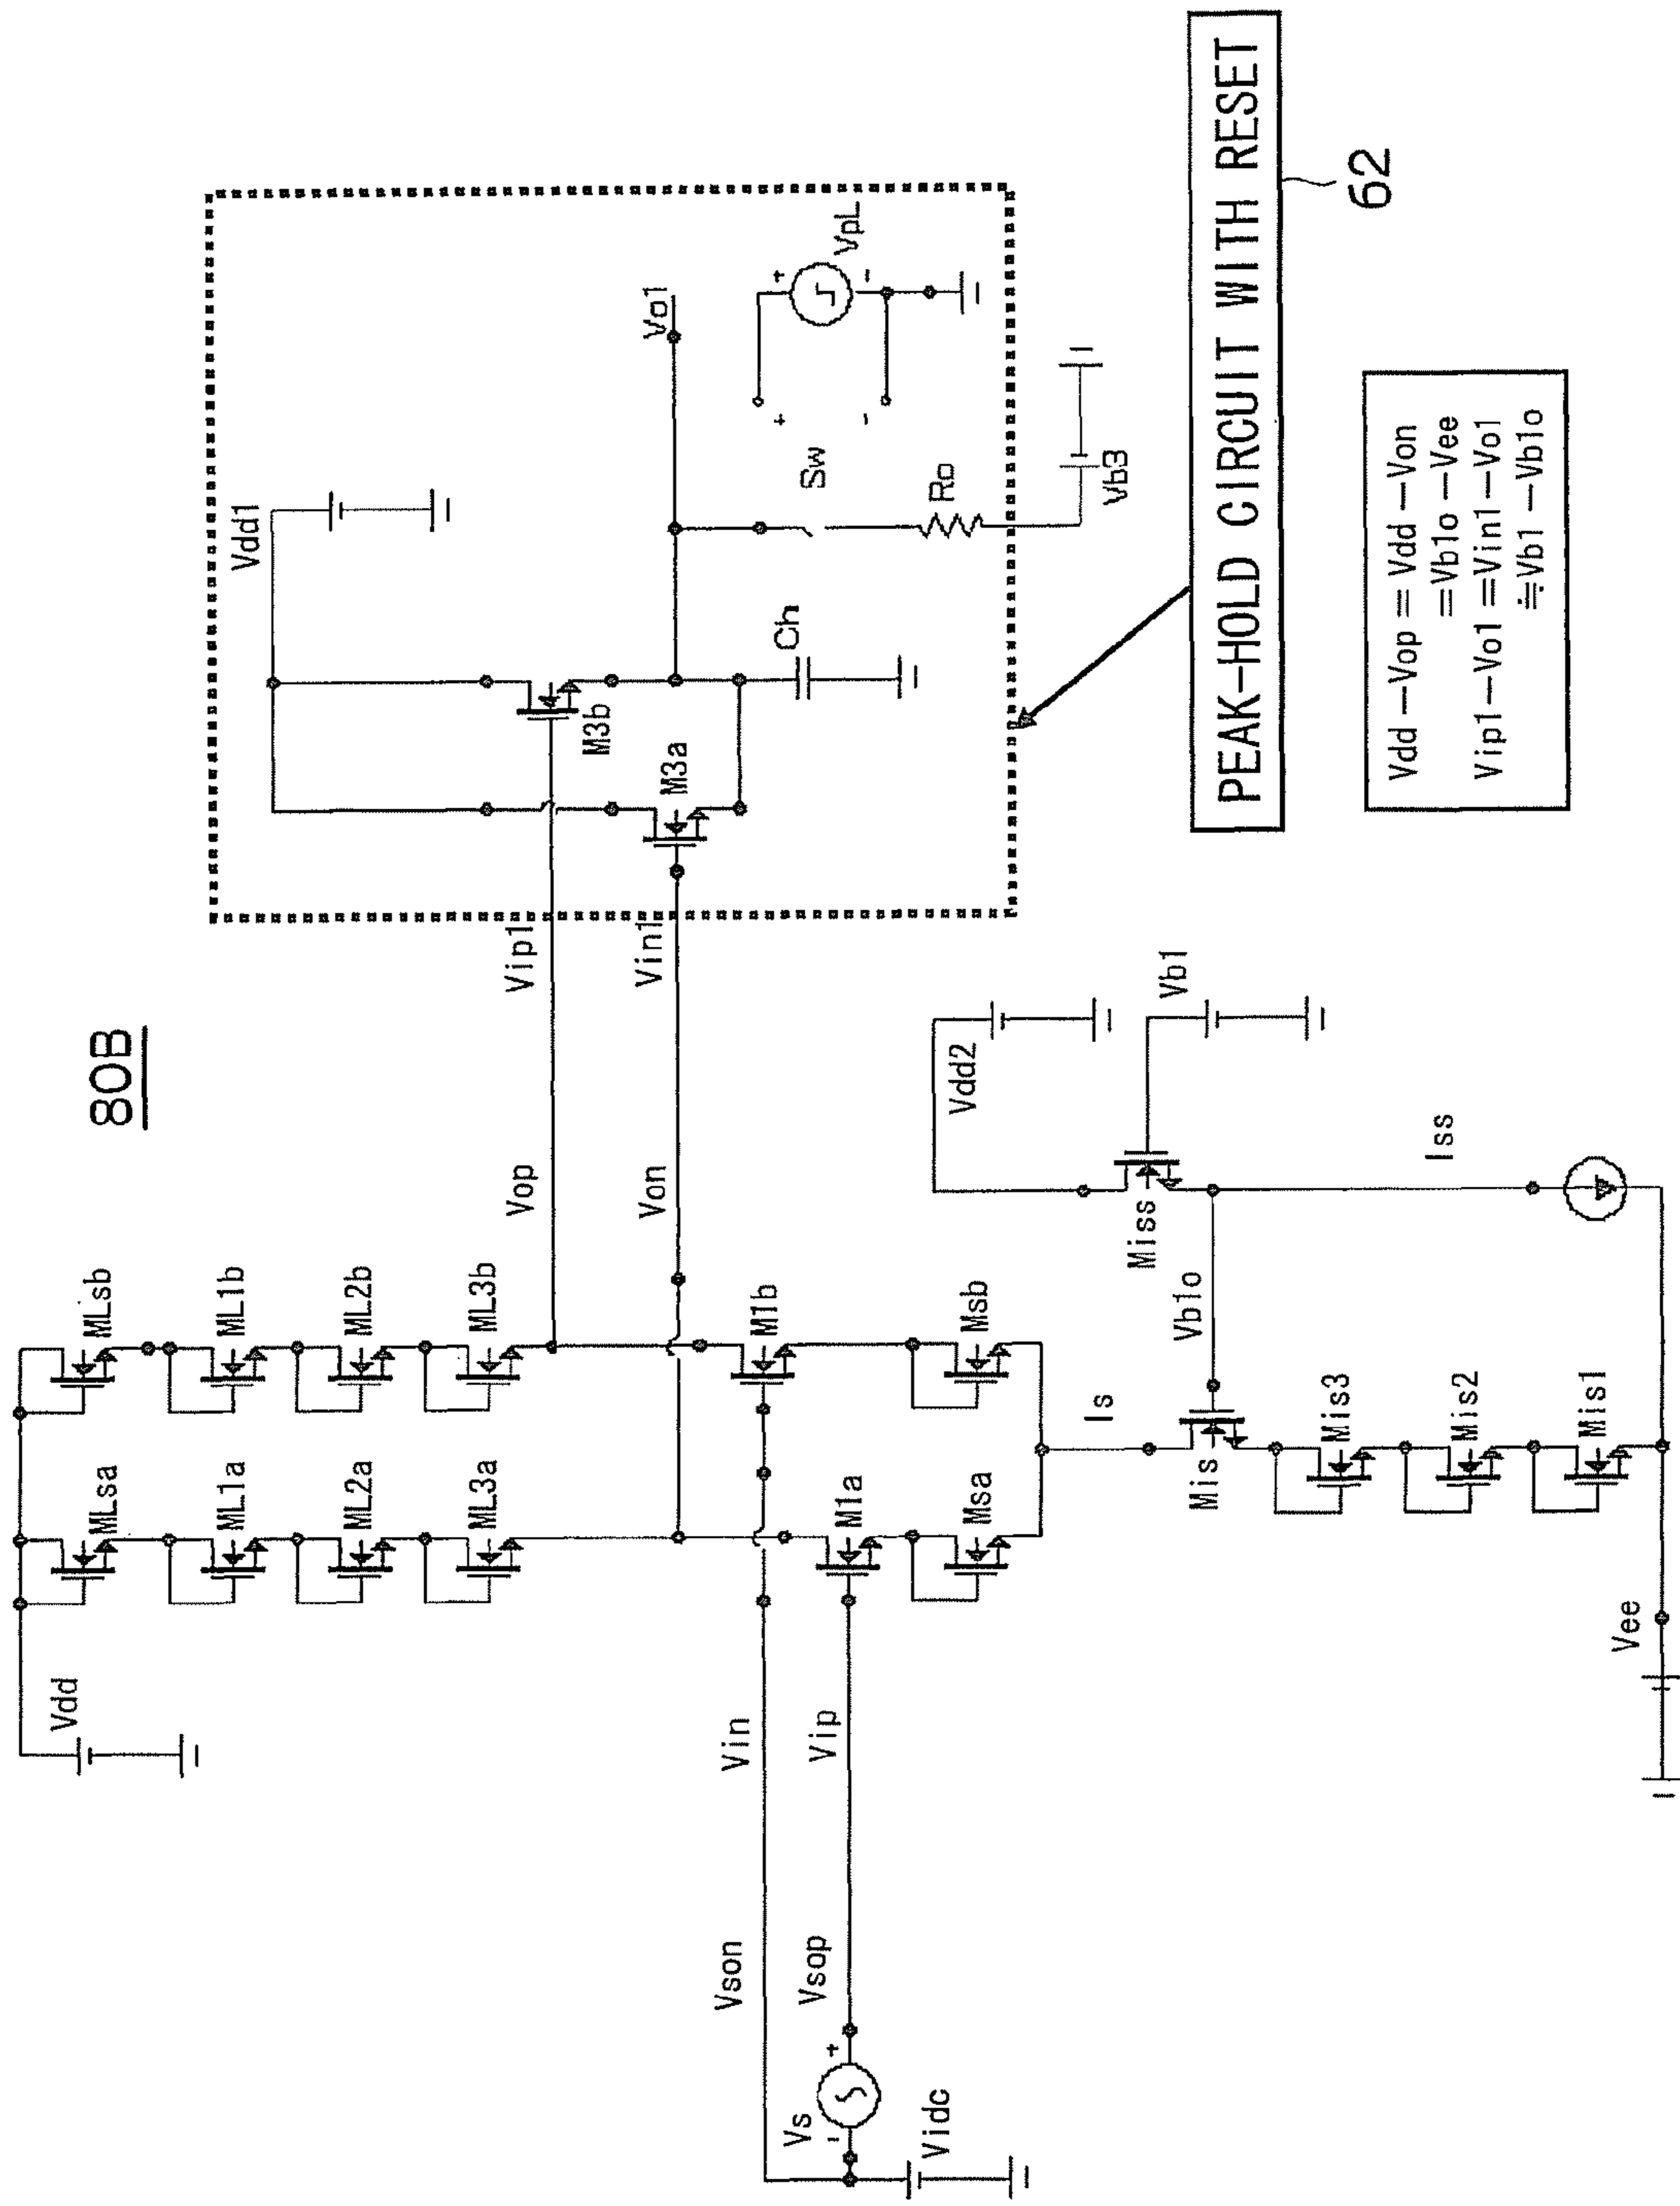 80B
Vdd
MLsa
MLsb
ML1a
ML1b
ML2a
ML2b
ML3a
ML3b
Vop
Vip1
Von
Vin1
Vdd1
M3b
M3a
Ch
Vo1
Sw
+
-
+
-
VpL
Ro
Vb3
PEAK-HOLD CIRCUIT WITH RESET
62
Vson
Vin
Vsop
Vip
Vs
+
-
Vidc
M1a
M1b
Msa
Msb
Is
Vdd2
Miss
Vb1
Vb1o
Mis
Mis3
Mis2
Mis1
Iss
Vee
Vdd-Vop=Vdd-Von
=Vb1o-Vee
Vip1-Vo1=Vin1-Vo1
≒Vb1-Vb1o